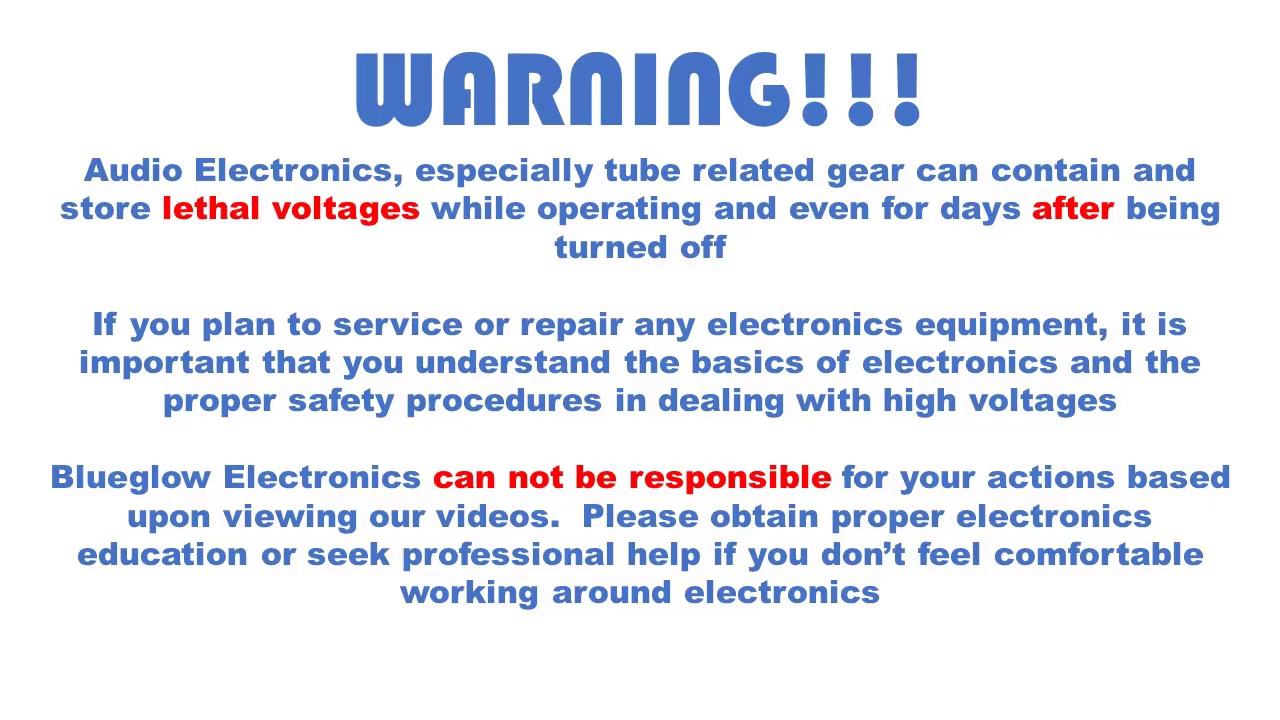 WARNING!!!
Audio Electronics, especially tube related gear can contain and
store lethal voltages while operating and even for days after being
turned off
If you plan to service or repair any electronics equipment, it is
important that you understand the basics of electronics and the
proper safety procedures in dealing with high voltages
Blueglow Electronics can not be responsible for your actions based
upon viewing our videos.  Please obtain proper electronics
education or seek professional help if you don’t feel comfortable
working around electronics